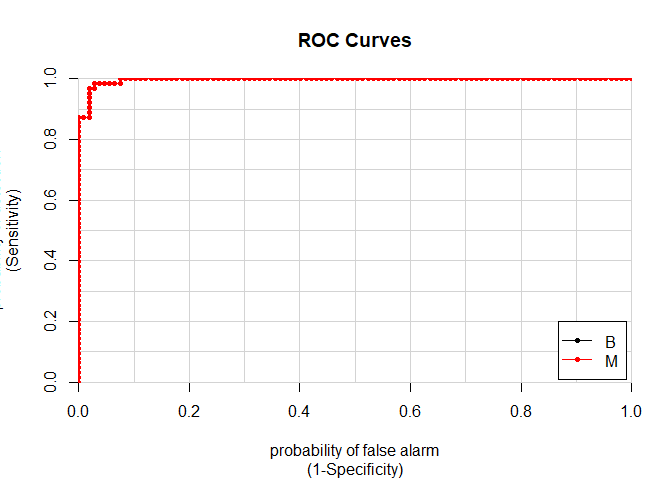 ROC Curves
(Sensitivity)
1.0
0.8
0.6
0.4
0.2
0.0
B
M
0.0 0.2 0.4 0.6 0.8 1.0
probability of false alarm
(1-Specificity)